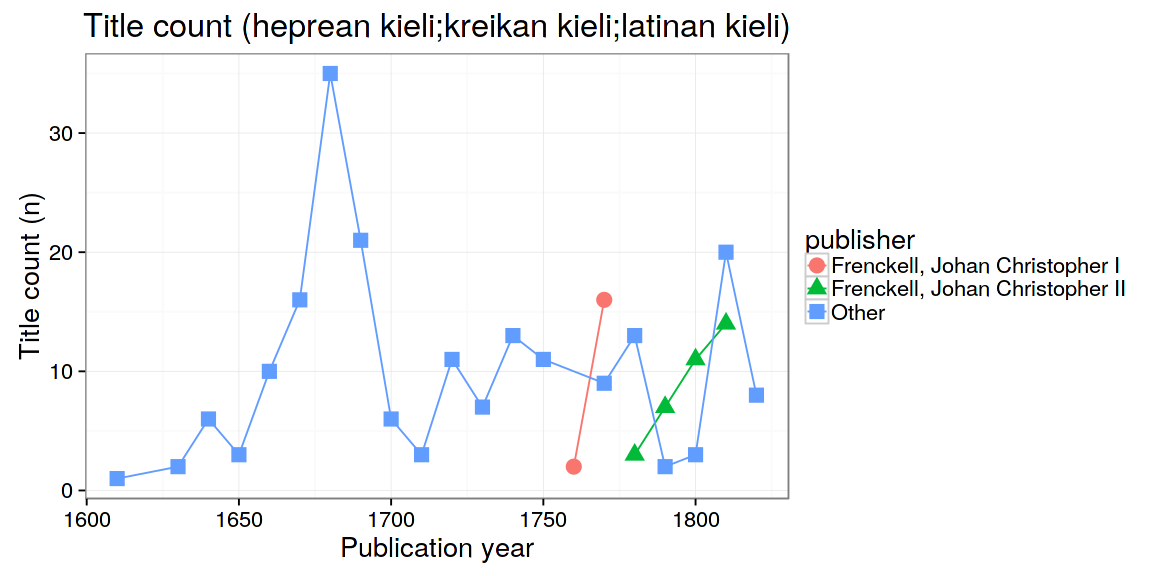 Title count (heprean kieli;kreikan kieli;latinan kieli)
Title count (n)
30
20
10
0
1600 1650 1700 1750 1800
Publication year
publisher
Frenckell, Johan Christopher I
Frenckell, Johan Christopher II
Other